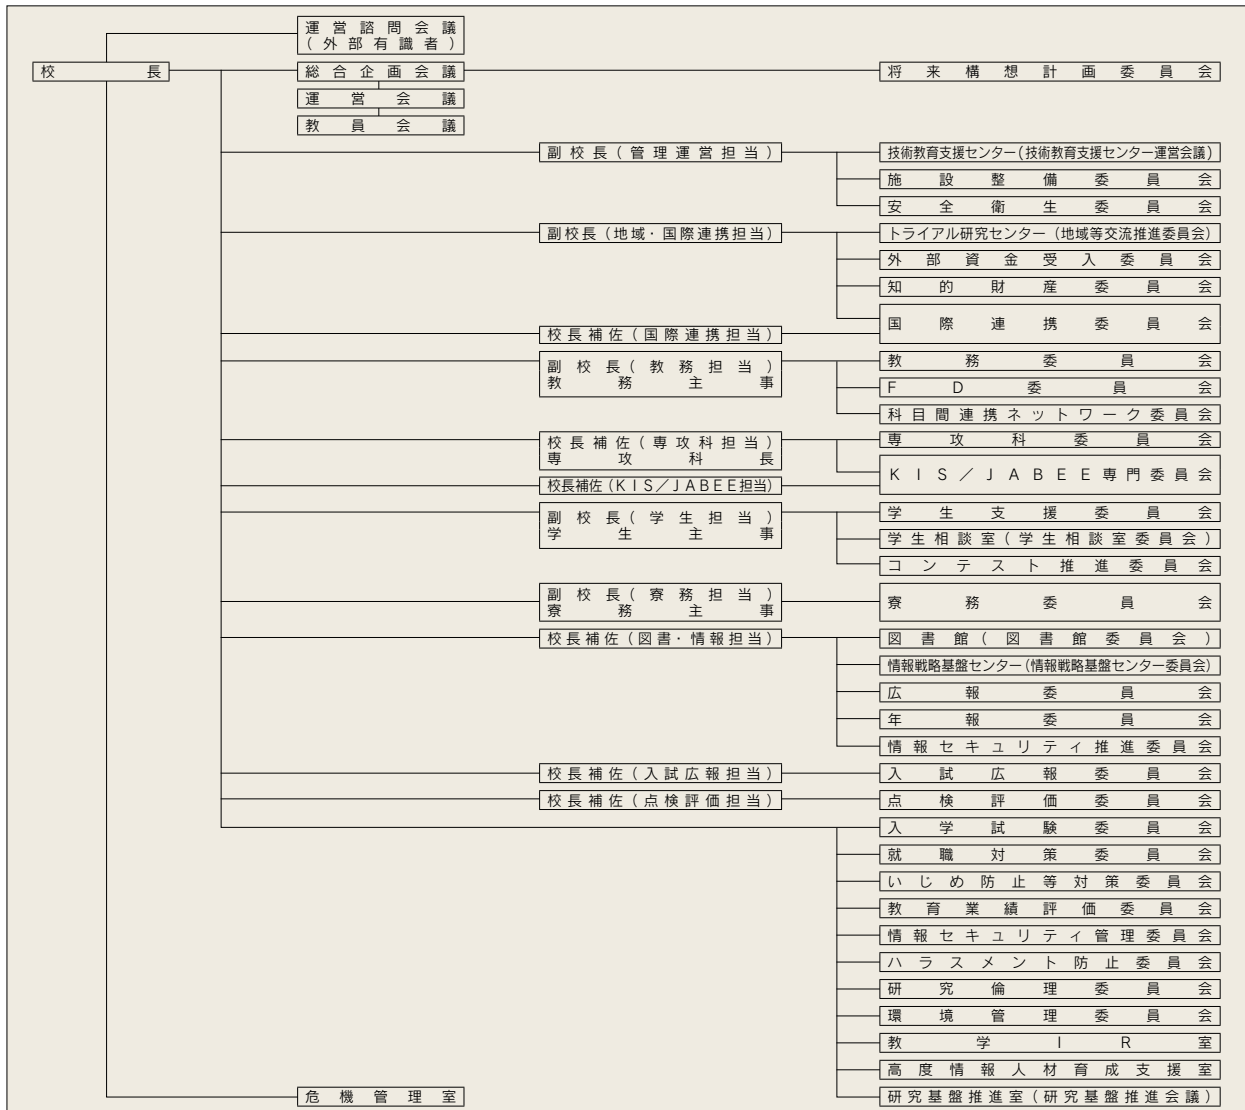 運営諮問会議
(外部有識者)
校長
総合企画会議
将来構想計画委員会
運営会議
教員会議
副校長(管理運営担当)
技術教育支援センター(技術教育支援センター運営会議)
施設整備委員会
安全衛生委員会
副校長(地域・国際連携担当)
トライアル研究センター(地域等交流推進委員会)
外部資金受入委員会
知的財産委員会
国際連携委員会
校長補佐(国際連携担当)
副校長(教務担当)
教務主事
教務委員会
FD委員会
科目間連携ネットワーク委員会
校長補佐(専攻科担当)
専攻科長
専攻科委員会
KIS/JABEE専門委員会
校長補佐(KIS/JABEE担当)
副校長(学生担当)
学生主事
学生支援委員会
学生相談室(学生相談室委員会)
コンテスト推進委員会
副校長(寮務担当)
寮務主事
寮務委員会
校長補佐(図書・情報担当)
図書館(図書館委員会)
情報戦略基盤センター(情報戦略基盤センター委員会)
広報委員会
年報委員会
情報セキュリティ推進委員会
校長補佐(入試広報担当)
入試広報委員会
校長補佐(点検評価担当)
点検評価委員会
入学試験委員会
就職対策委員会
いじめ防止等対策委員会
教育業績評価委員会
情報セキュリティ管理委員会
ハラスメント防止委員会
研究倫理委員会
環境管理委員会
教学IR室
高度情報人材育成支援室
危機管理室
研究基盤推進室(研究基盤推進会議)